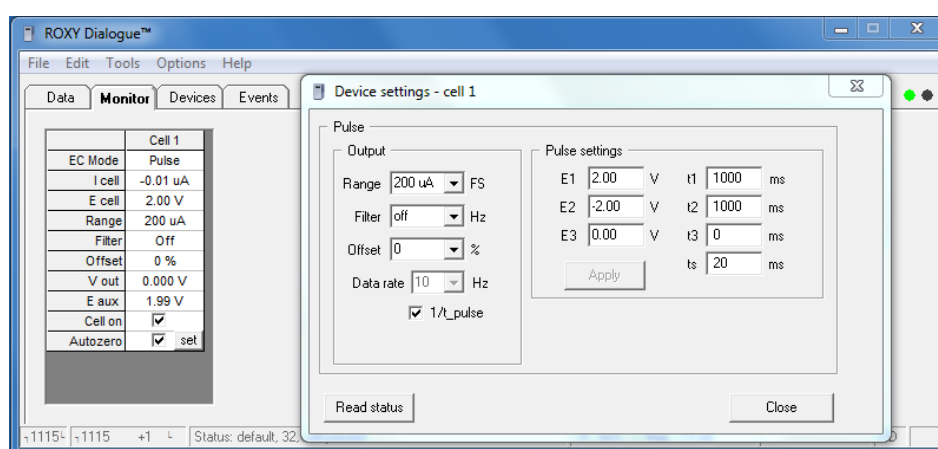 ROXY Dialogue™
File Edit Tools Options Help
Data Monitor Devices Events
Cell 1
EC Mode Pulse
I cell -0.01 uA
E cell 2.00 V
Range 200 uA
Filter Off
Offset 0 %
V out 0.000 V
E aux 1.99 V
Cell on
Autozero set
Device settings - cell 1
Pulse
Output
Range 200 uA FS
Filter off Hz
Offset 0 %
Data rate 10 Hz
1/t_pulse
Pulse settings
E1 2.00 V t1 1000 ms
E2 -2.00 V t2 1000 ms
E3 0.00 V t3 0 ms
ts 20 ms
Apply
Read status Close
1115 1115 +1 Status: default, 32,